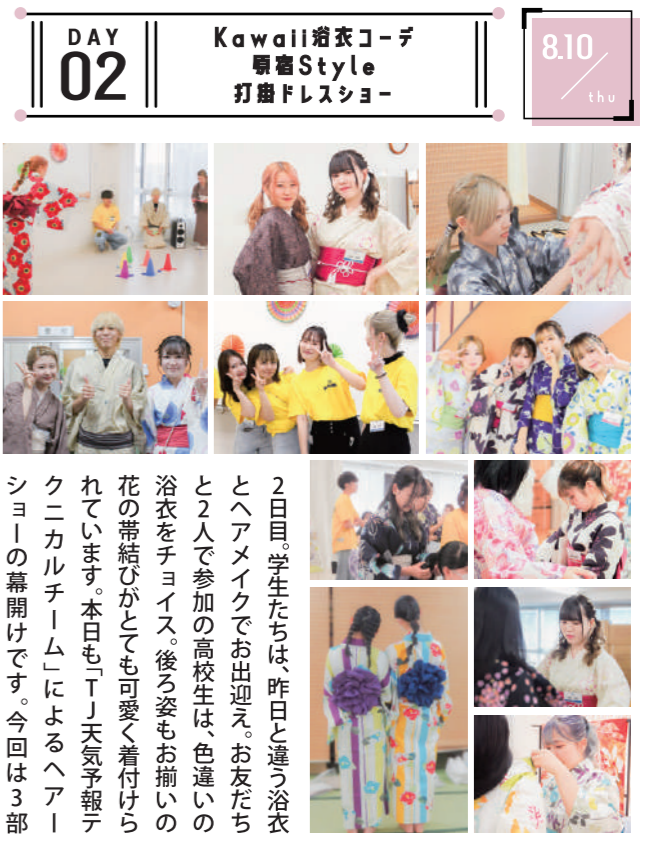 DAY
02
Kawaii浴衣コーデ
原宿Style
打掛ドレスショー
8.10
thu
2日目。学生たちは、昨日と違う浴衣
とヘアメイクでお出迎え。お友だち
と2人で参加の高校生は、色違いの
浴衣をチョイス。後ろ姿もお揃いの
花の帯結びがとても可愛く着付けら
れています。本日も「TJ天気予報テ
クニカルチーム」によるヘアー
ショーの幕開けです。今回は3部